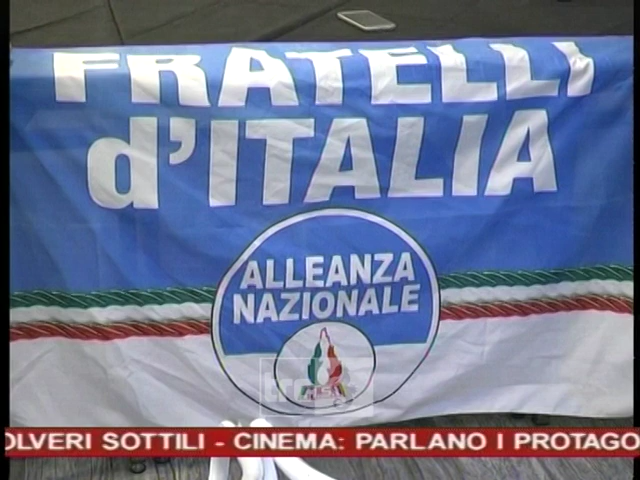 FRATELLI
d'ITALIA
ALLEANZA
NAZIONALE
OLVERI SOTTILI - CINEMA: PARLANO I PROTAGO